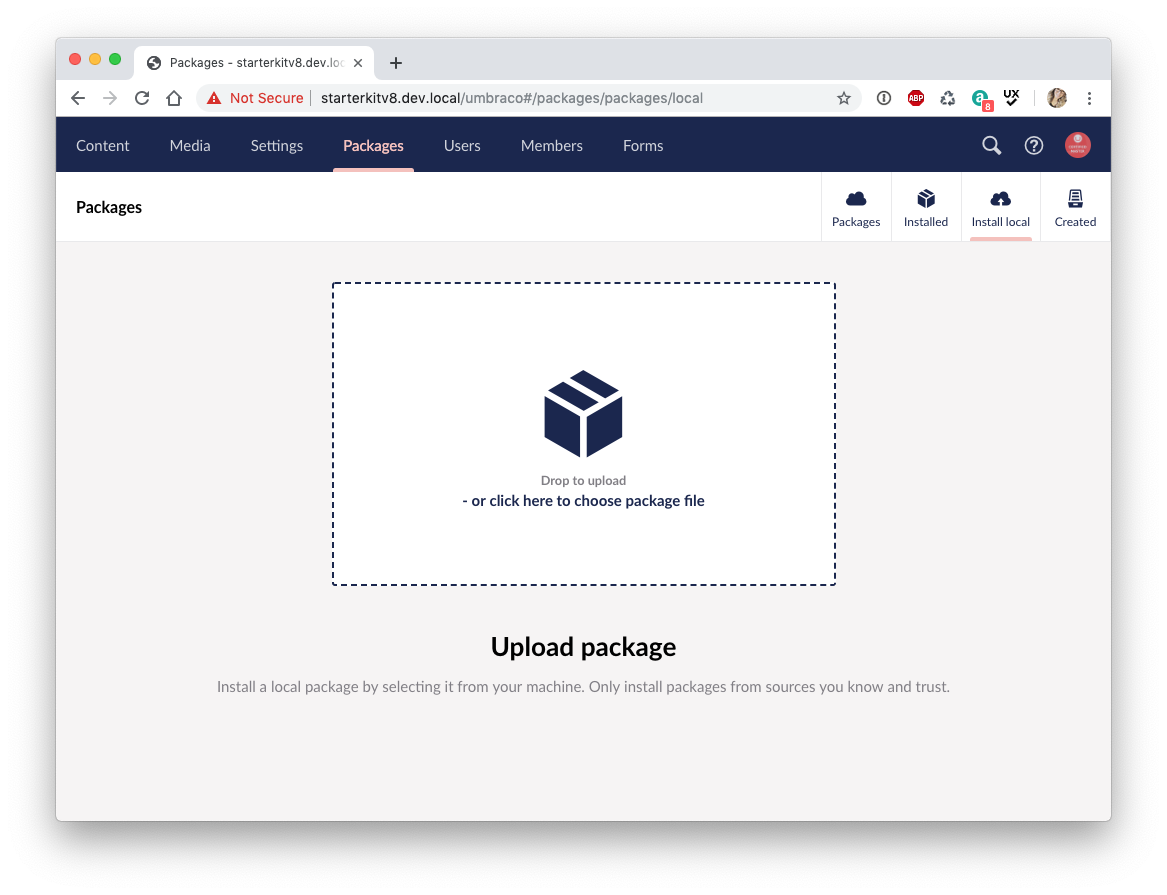 Packages - starterkitv8.dev.loc
Not Secure starterkitv8.dev.local/umbraco#/packages/packages/local
ABP
a
8
UX
Content Media Settings Packages Users Members Forms
Packages
Packages Installed Install local Created
Drop to upload
- or click here to choose package file
Upload package
Install a local package by selecting it from your machine. Only install packages from sources you know and trust.